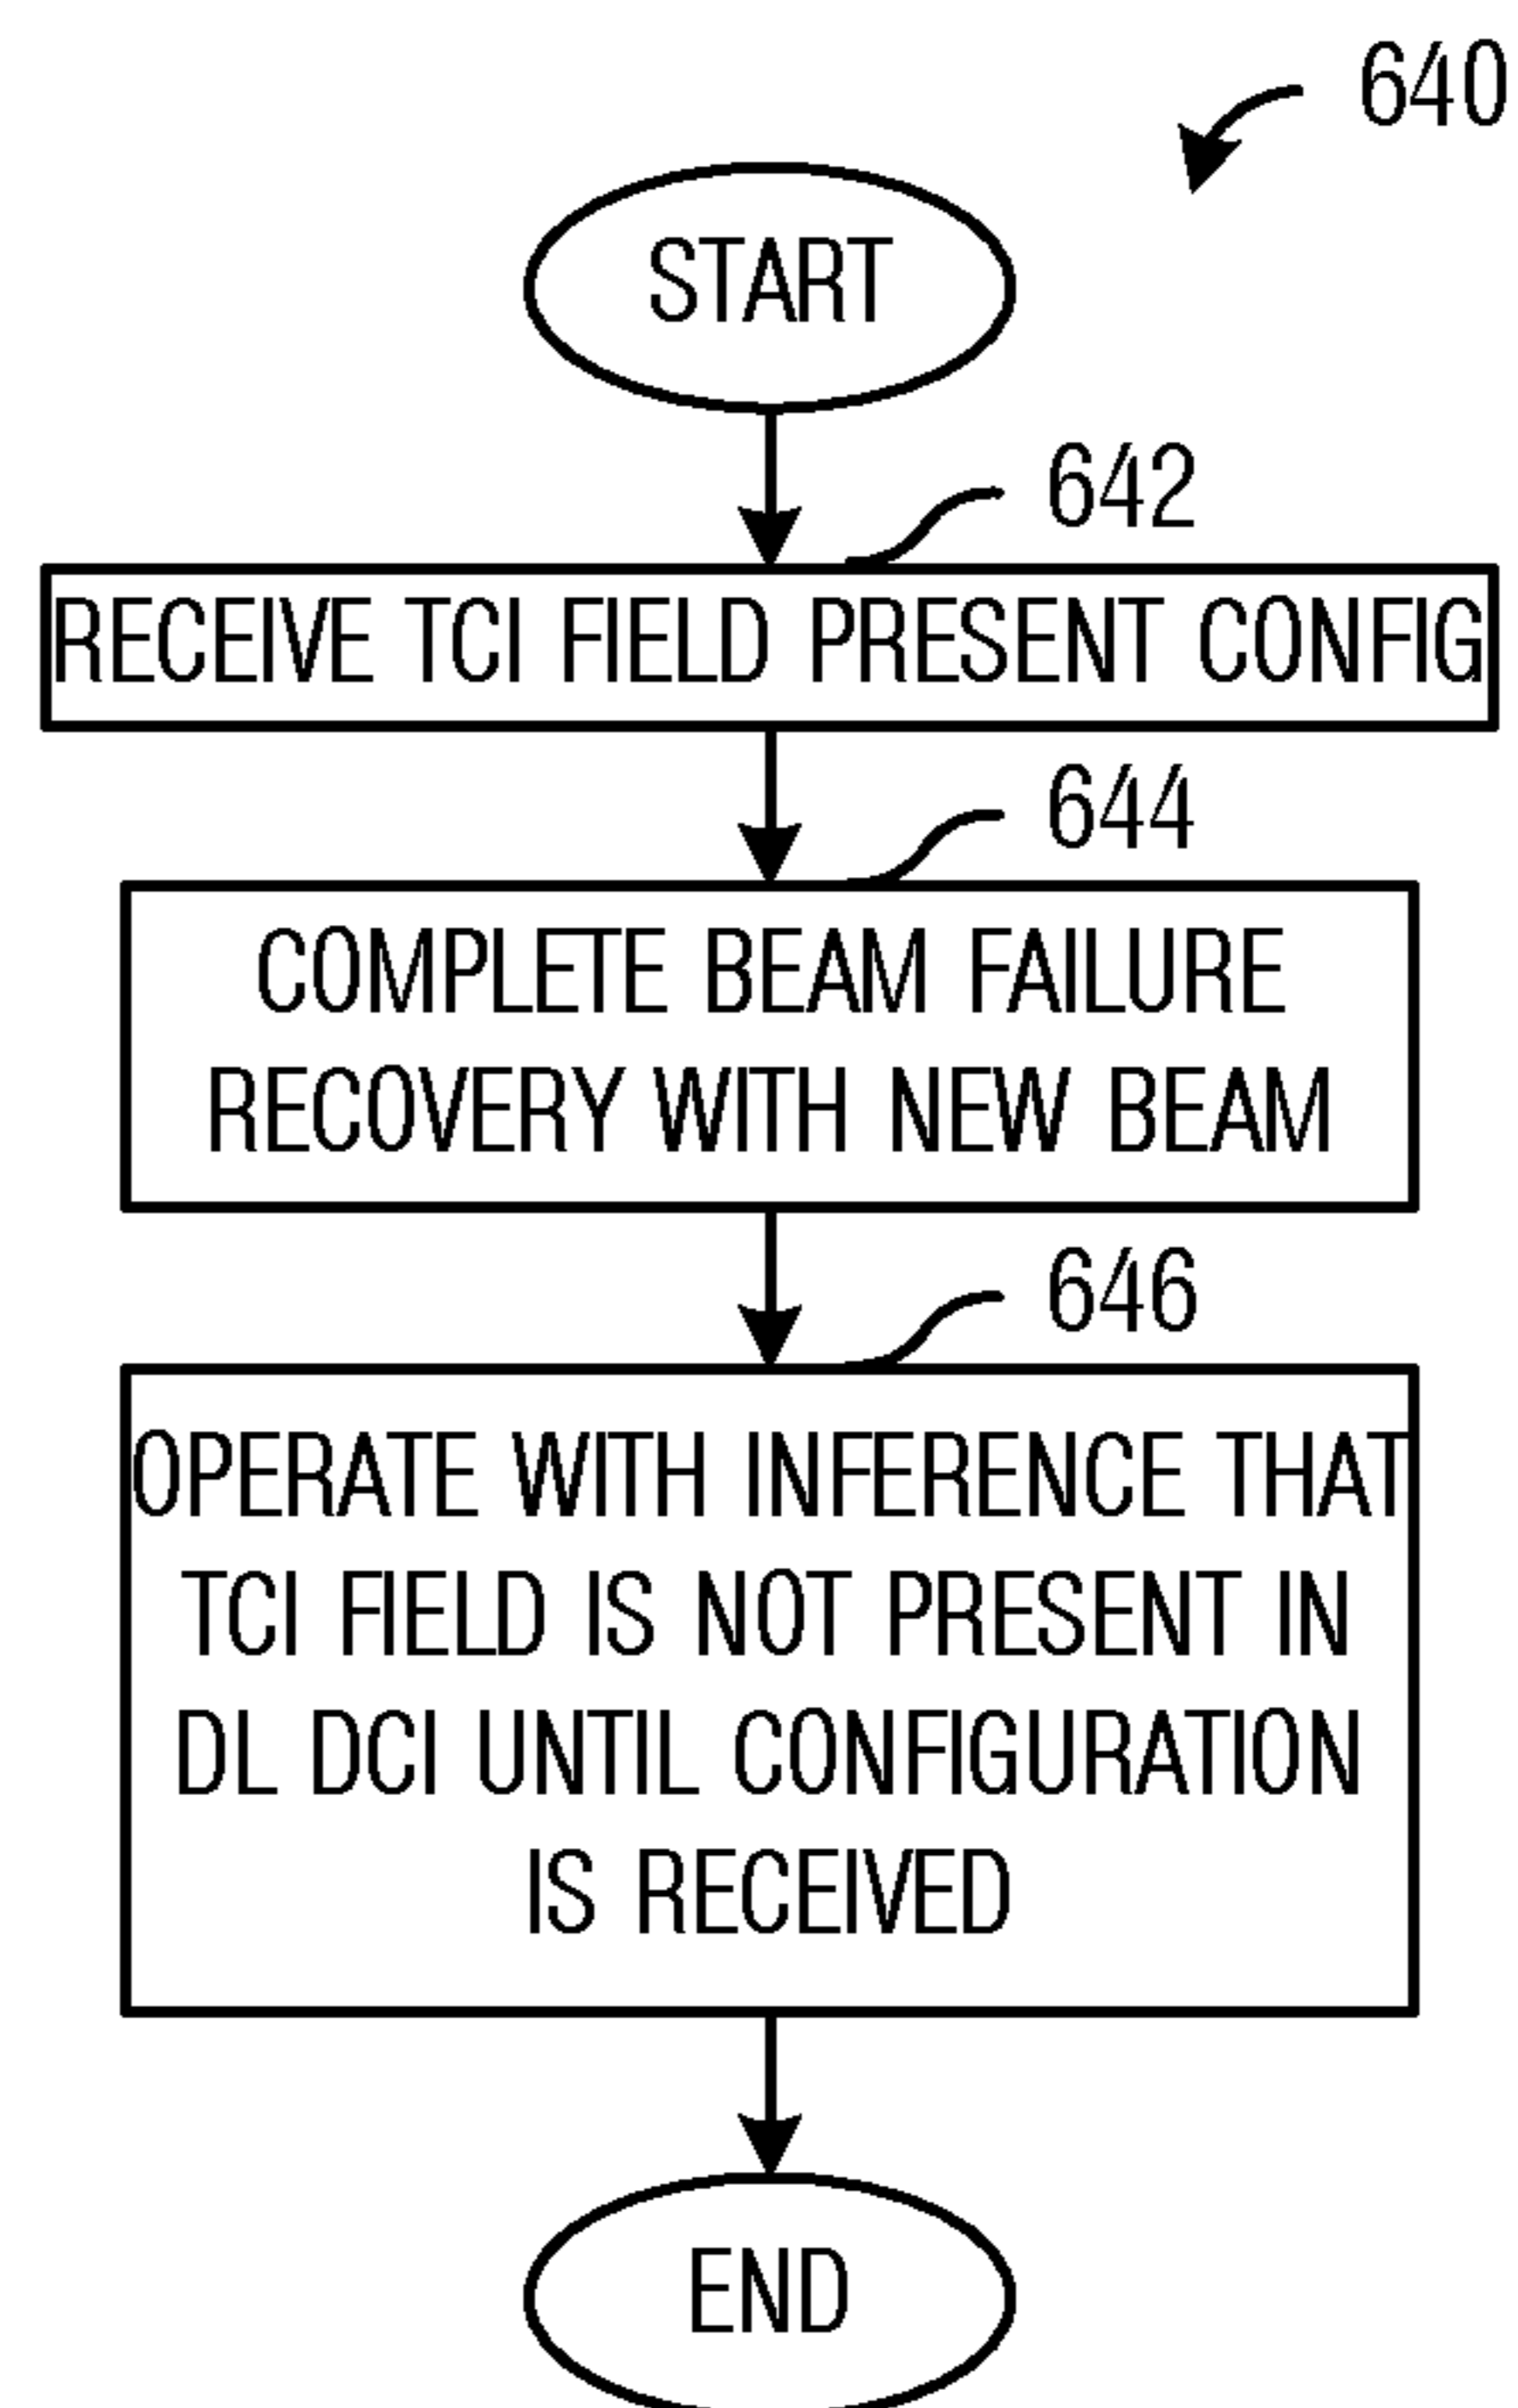 640
START
642
RECEIVE TCI FIELD PRESENT CONFIG
644
COMPLETE BEAM FAILURE
RECOVERY WITH NEW BEAM
646
OPERATE WITH INFERENCE THAT
TCI FIELD IS NOT PRESENT IN
DL DCI UNTIL CONFIGURATION
IS RECEIVED
END